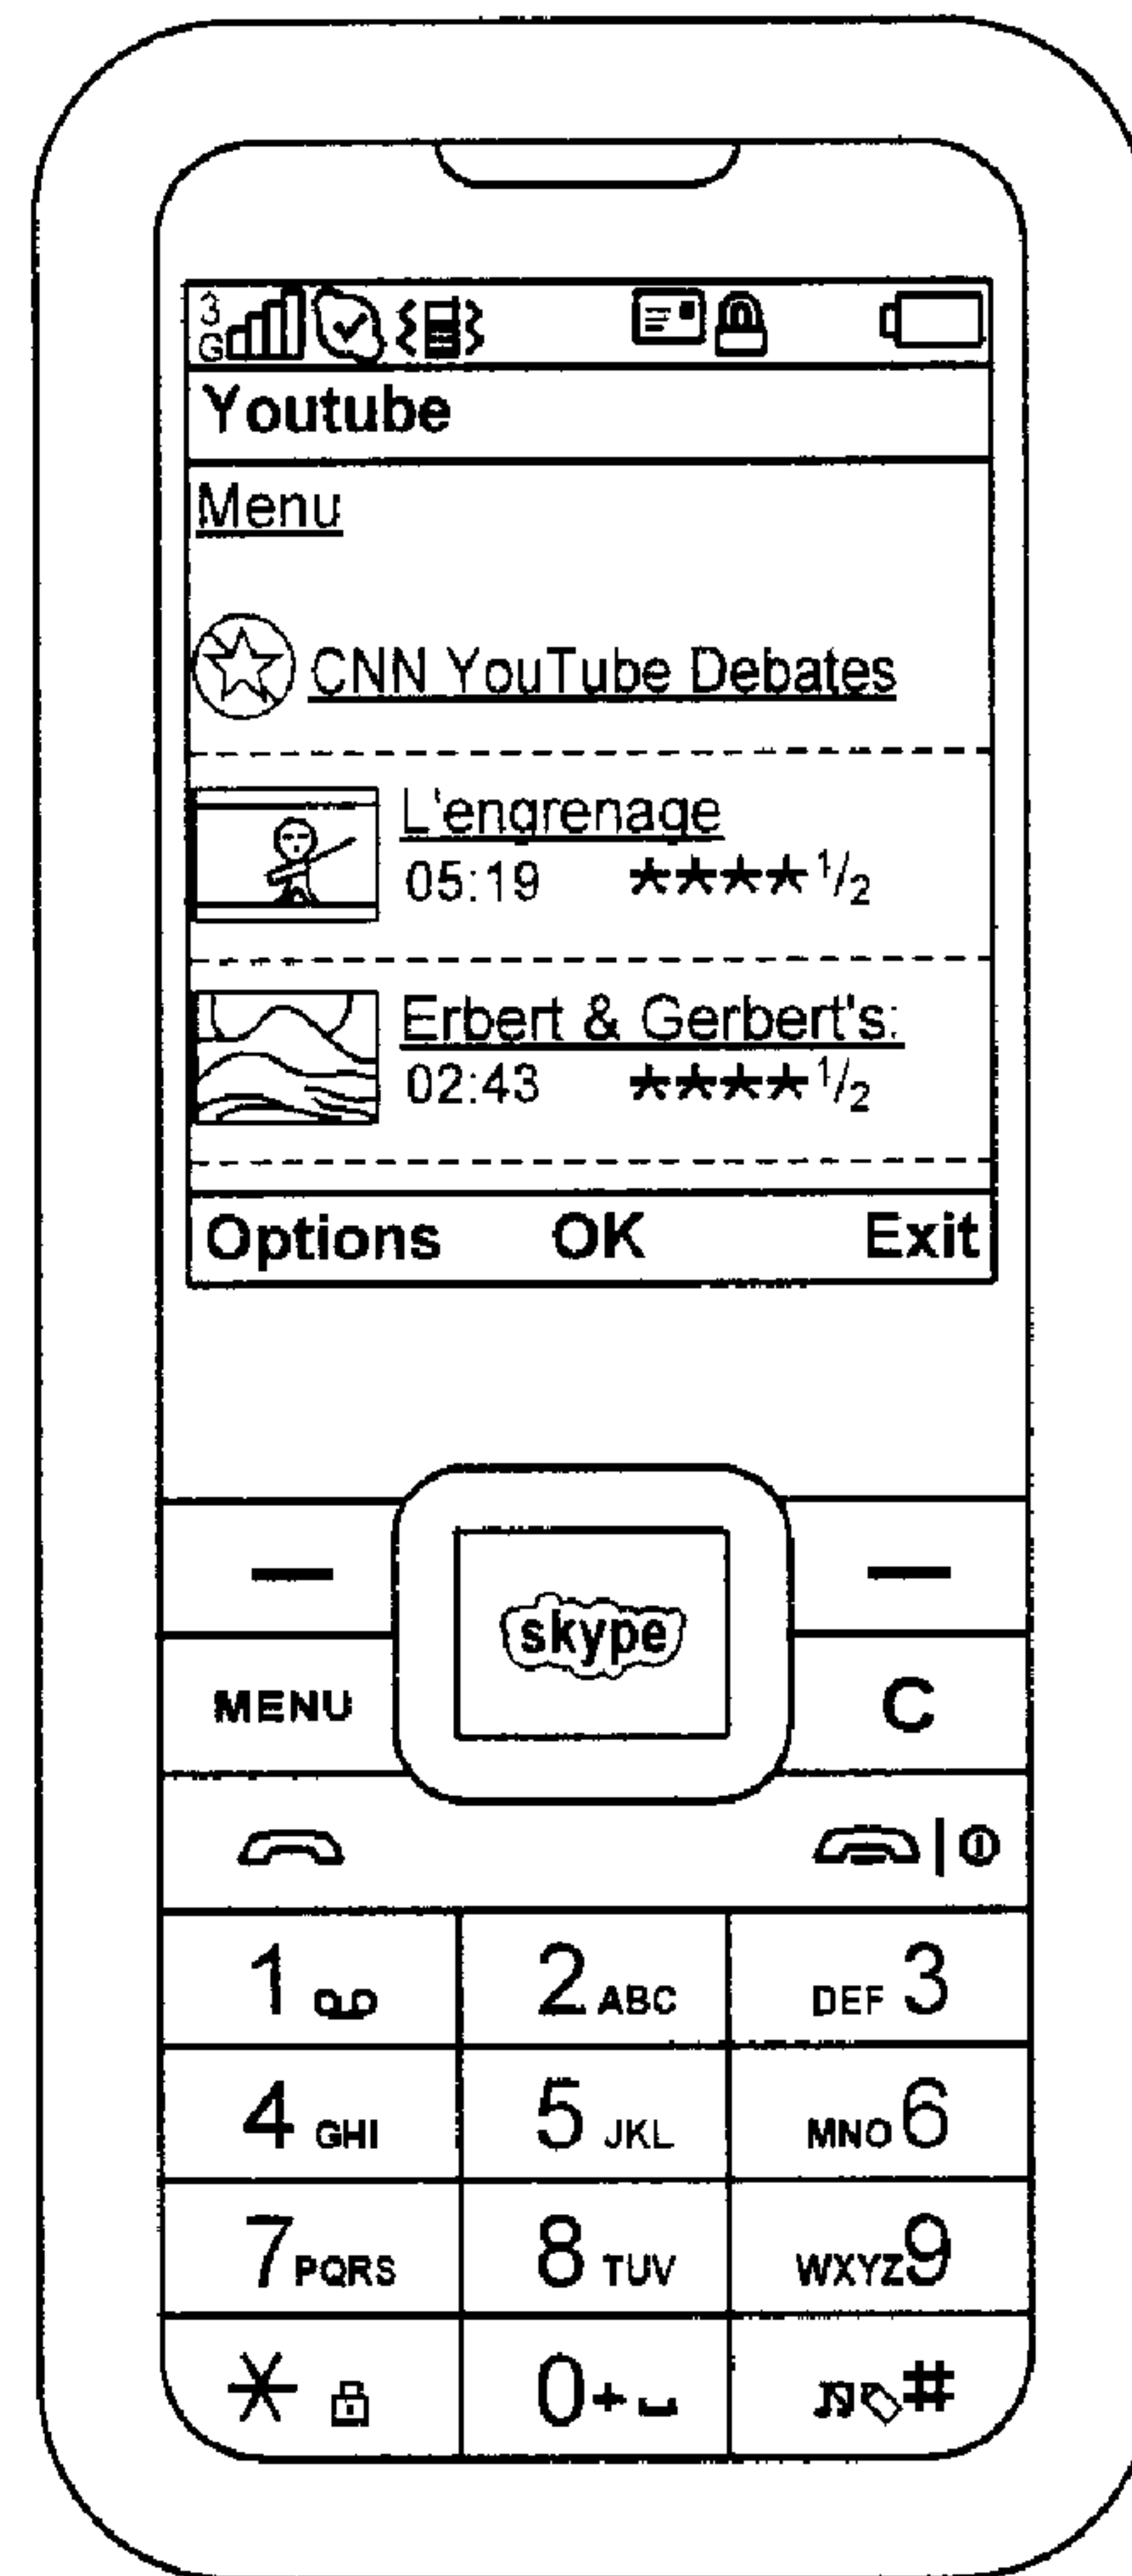 3G
Youtube
Menu
CNN YouTube Debates
L'engrenage
05:19 ★★★★1/2
Erbert & Gerbert's:
02:43 ★★★★1/2
Options OK Exit
skype
MENU C
1 2 ABC DEF 3
4 GHI 5 JKL MNO 6
7 PQRS 8 TUV WXYZ 9
* 0 + #